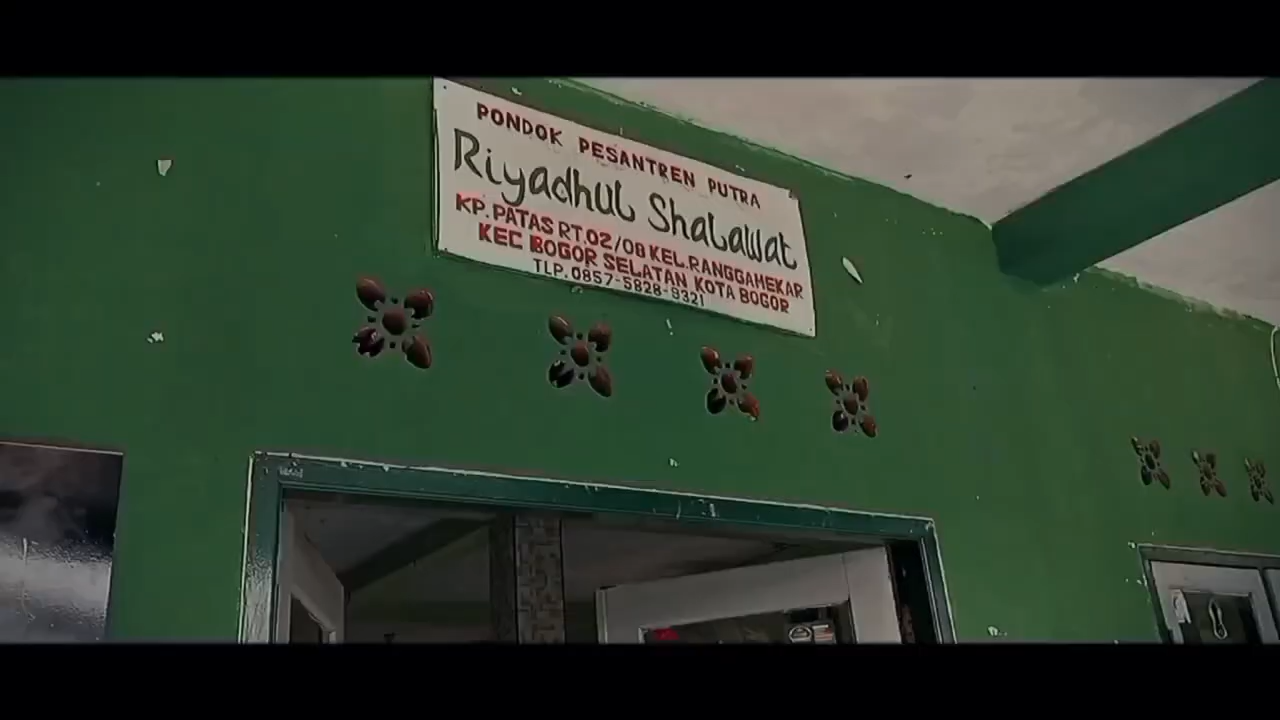 PONDOK PESANTREN PUTRA
Riyadhul Shalawat
KP. PATAS RT.02/08 KEL.RANGGAMEKAR
KEC BOGOR SELATAN KOTA BOGOR
TLP. 0857-5828-9321